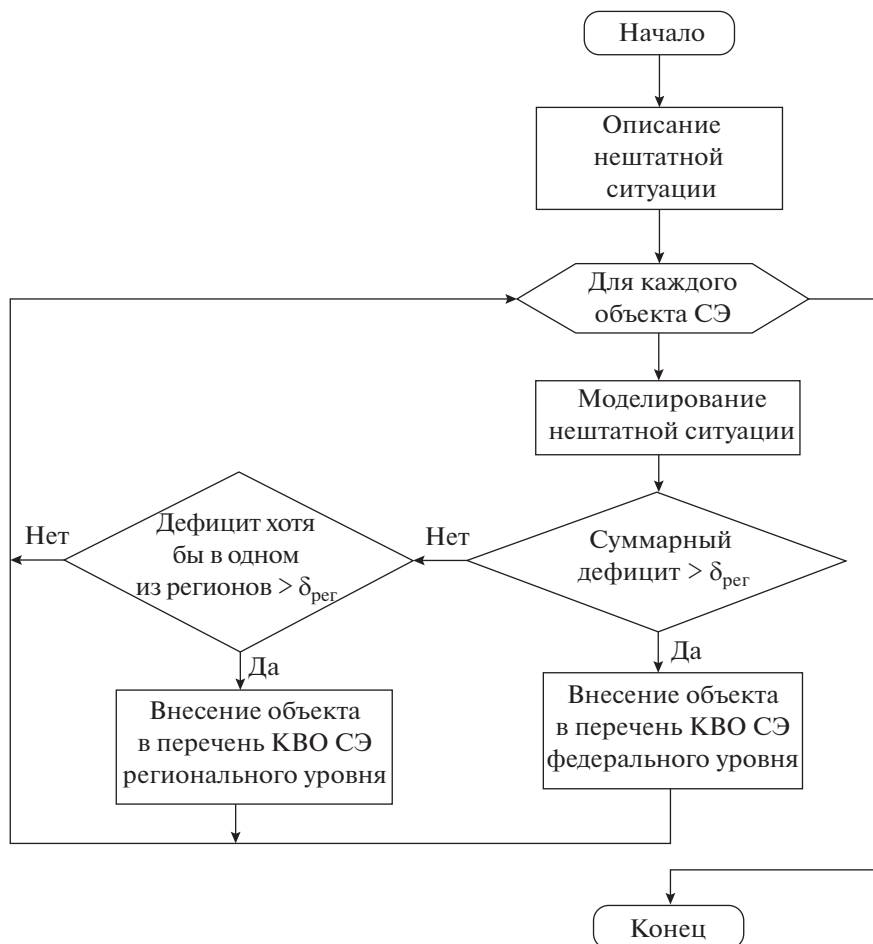 Начало
Описание
нештатной
ситуации
Для каждого
объекта СЭ
Моделирование
нештатной ситуации
Суммарный
дефицит > δрег
Нет
Да
Дефицит хотя
бы в одном
из регионов > δрег
Нет
Да
Внесение объекта
в перечень КВО СЭ
регионального уровня
Внесение объекта
в перечень КВО СЭ
федерального уровня
Конец